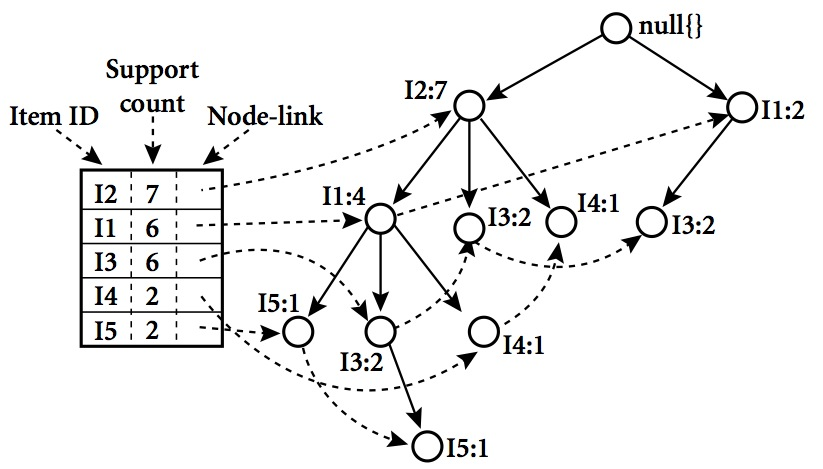 null{}
Support
count
Item ID
Node-link
I2:7
I1:2
I2 7
I1 6
I3 6
I4 2
I5 2
I1:4
I3:2
I4:1
I3:2
I5:1
I3:2
I4:1
I5:1